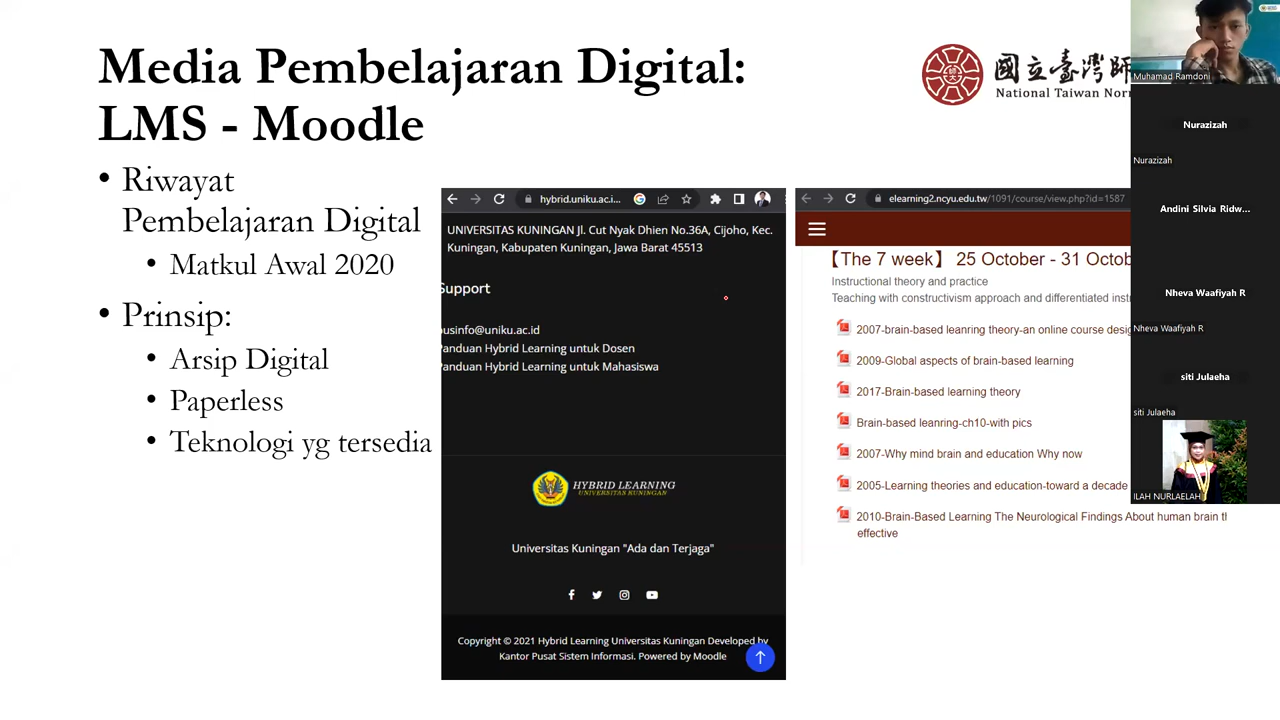 Media Pembelajaran Digital:
LMS - Moodle
• Riwayat
Pembelajaran Digital
• Matkul Awal 2020
• Prinsip:
• Arsip Digital
• Paperless
• Teknologi yg tersedia
國立臺灣師
National Taiwan Norm
hybrid.uniku.ac.i...
UNIVERSITAS KUNINGAN Jl. Cut Nyak Dhien No.36A, Cijoho, Kec.
Kuningan, Kabupaten Kuningan, Jawa Barat 45513
Support
pusinfo@uniku.ac.id
Panduan Hybrid Learning untuk Dosen
Panduan Hybrid Learning untuk Mahasiswa
HYBRID LEARNING
UNIVERSITAS KUNINGAN
Universitas Kuningan "Ada dan Terjaga"
Copyright © 2021 Hybrid Learning Universitas Kuningan Developed by
Kantor Pusat Sistem Informasi. Powered by Moodle
elearning2.ncyu.edu.tw/1091/course/view.php?id=1587
【The 7 week】 25 October - 31 Octob
Instructional theory and practice
Teaching with constructivism approach and differentiated instr
2007-brain-based leanring theory-an online course desig
2009-Global aspects of brain-based learning
2017-Brain-based learning theory
Brain-based leanring-ch10-with pics
2007-Why mind brain and education Why now
2005-Learning theories and education-toward a decade
2010-Brain-Based Learning The Neurological Findings About human brain th
effective
Muhamad Ramdoni
Nurazizah
Nurazizah
Andini Silvia Ridw...
Nheva Waafiyah R
Nheva Waafiyah R
siti Julaeha
siti Julaeha
ILAH NURLAELAH